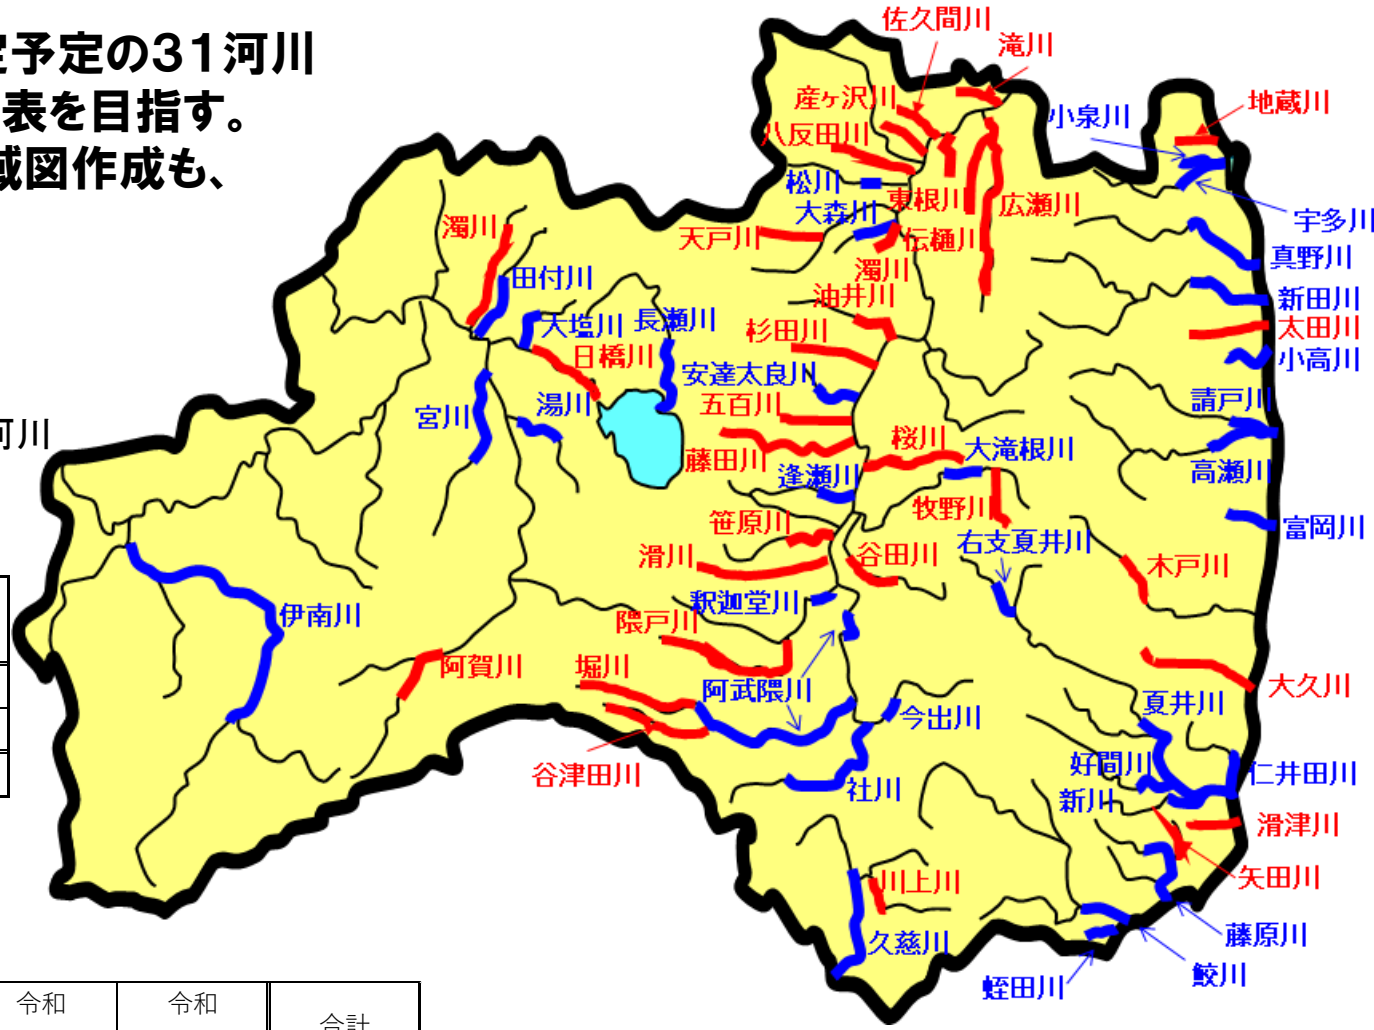 定予定の31河川
表を目指す。
域図作成も、
河川
佐久間川
滝川
産ヶ沢川
八反田川
小泉川
地蔵川
松川
大森川
東根川
広瀬川
宇多川
濁川
天戸川
伝樋川
真野川
田付川
濁川
新田川
油井川
大塩川
長瀬川
杉田川
太田川
日橋川
小高川
安達太良川
宮川
湯川
五百川
請戸川
桜川
大滝根川
藤田川
高瀬川
逢瀬川
笹原川
牧野川
富岡川
滑川
谷田川
右支夏井川
木戸川
釈迦堂川
伊南川
隈戸川
阿賀川
堀川
阿武隈川
大久川
夏井川
今出川
谷津田川
社川
好間川
仁井田川
新川
滑津川
川上川
矢田川
久慈川
藤原川
蛭田川
鮫川
令和
令和
合計